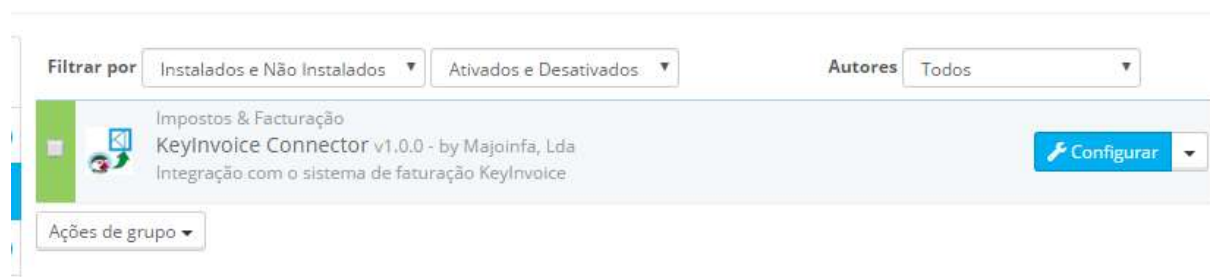 Filtrar por Instalados e Não Instalados Ativados e Desativados Autores Todos
Impostos & Facturação
KeyInvoice Connector v1.0.0 - by Majoinfa, Lda
Integração com o sistema de faturação KeyInvoice
Configurar
Ações de grupo